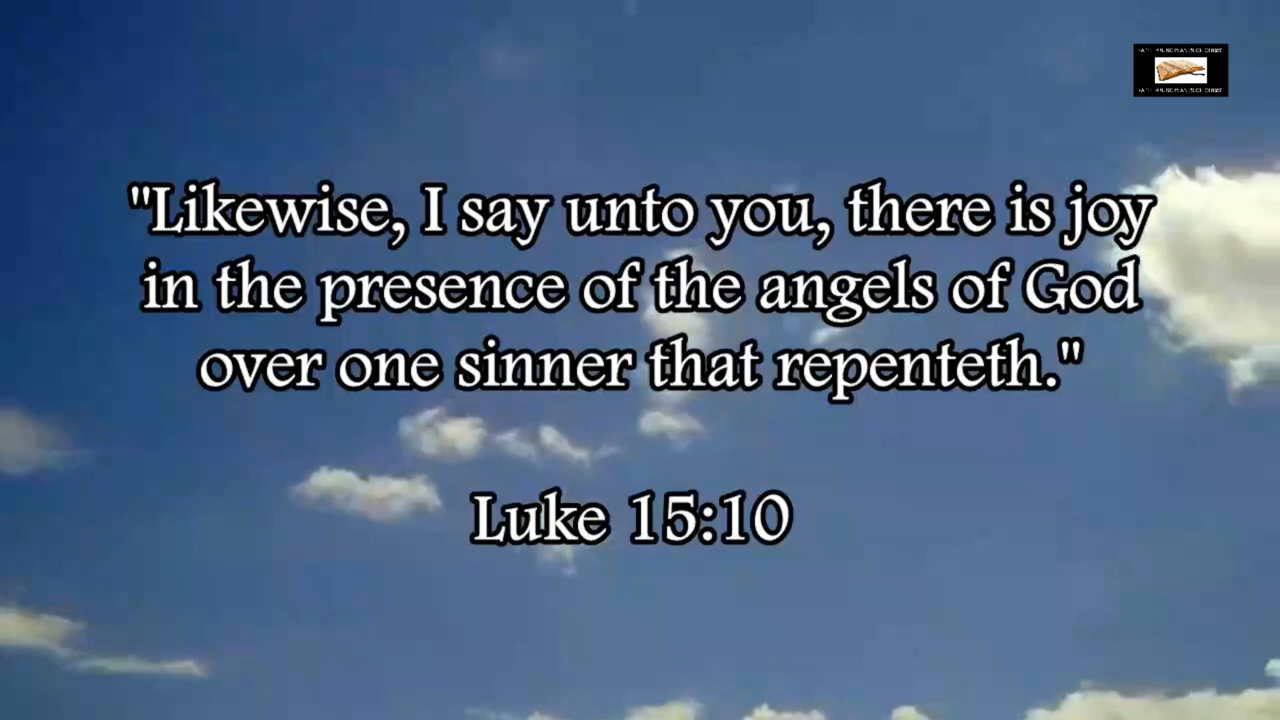 "Likewise, I say unto you, there is joy
in the presence of the angels of God
over one sinner that repenteth."
Luke 15:10